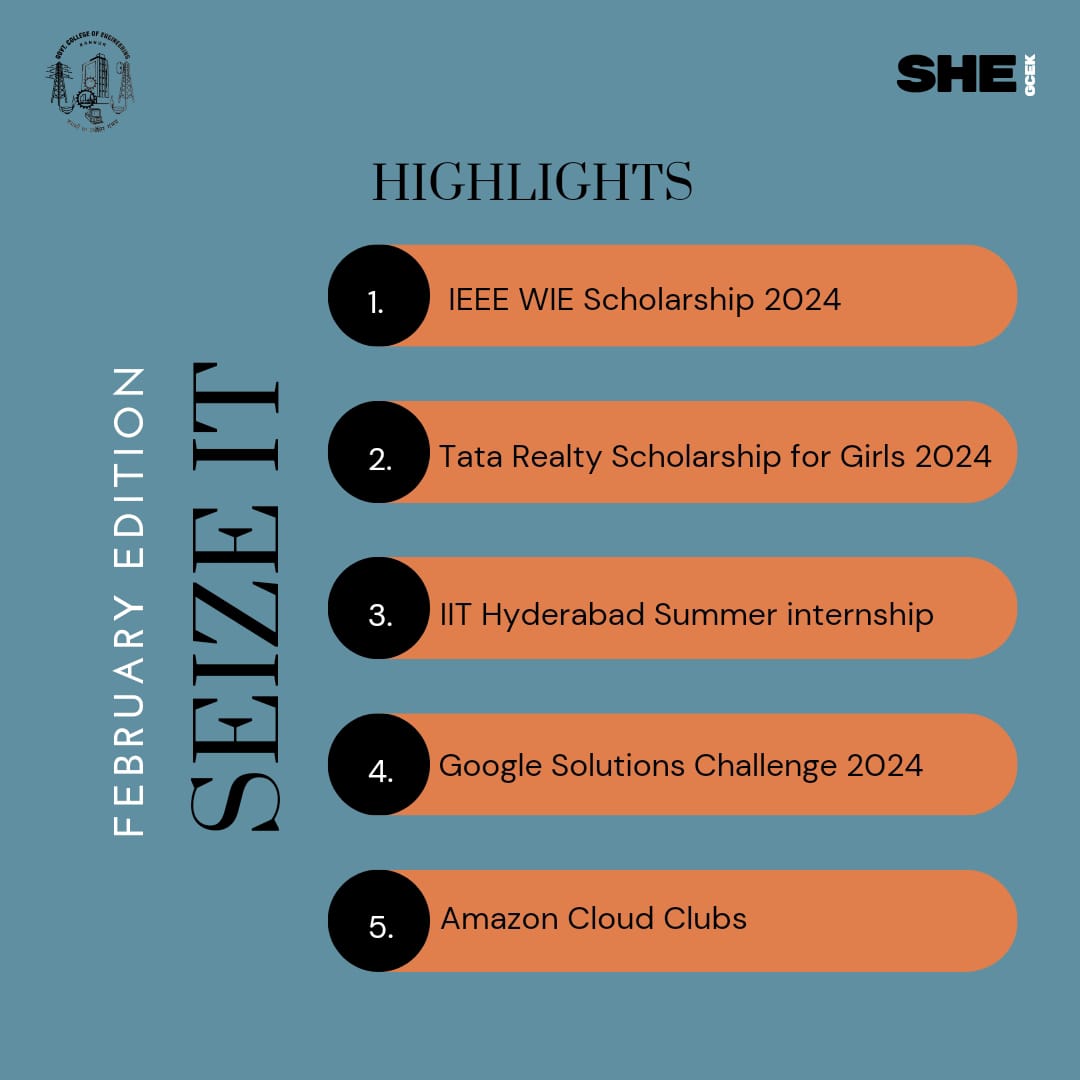 GOVT. COLLEGE OF ENGINEERING
KANNUR
SHE
GCEK
HIGHLIGHTS
FEBRUARY EDITION
SEIZE IT
1. IEEE WIE Scholarship 2024
2. Tata Realty Scholarship for Girls 2024
3. IIT Hyderabad Summer internship
4. Google Solutions Challenge 2024
5. Amazon Cloud Clubs